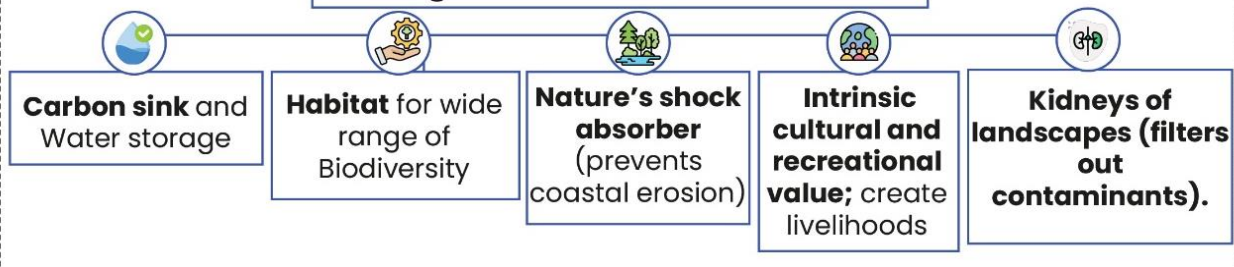 Carbon sink and
Water storage
Habitat for wide
range of
Biodiversity
Nature's shock
absorber
(prevents
coastal erosion)
Intrinsic
cultural and
recreational
value; create
livelihoods
Kidneys of
landscapes (filters
out
contaminants).